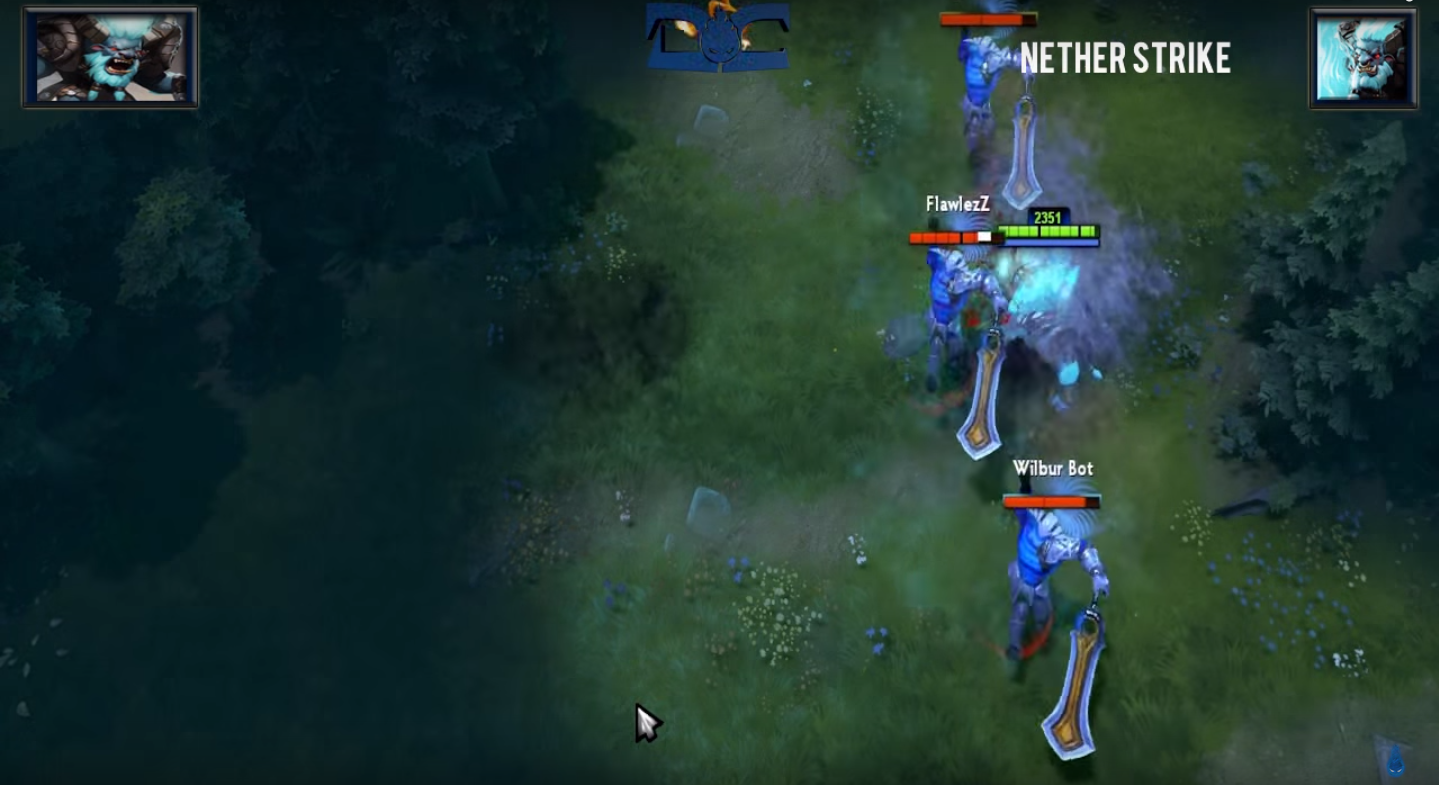 NETHER STRIKE
FlawlezZ
2351
Wilbur Bot